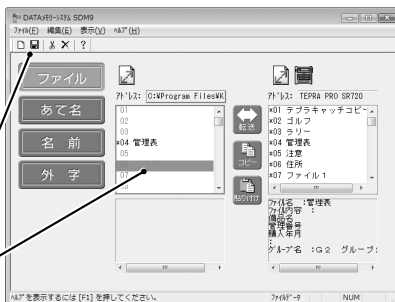 DATAﾒﾓﾘｰｼｽﾃﾑ SDM9
ﾌｧｲﾙ(F) 編集(E) 表示(V) ﾍﾙﾌﾟ(H)
ファイル
あて名
名 前
外 字
ｱﾄﾞﾚｽ: C:¥Program Files¥K
01
02
03
*04 管理表
05
07
転送
コピー
貼り付け
ｱﾄﾞﾚｽ: TEPRA PRO SR720
*01 テプラキャッチコピー
*02 ゴルフ
*03 ラリー
*04 管理表
*05 注意
*06 住所
*07 ファイル1
ﾌｧｲﾙ名 :管理表
ﾌｧｲﾙ内容 :
備品名
管理番号
購入年月
:
ｸﾞﾙｰﾌﾟ名 :G2 グループ:
ﾍﾙﾌﾟを表示するには [F1] を押してください。
ﾌｧｲﾙﾃﾞｰﾀ
NUM